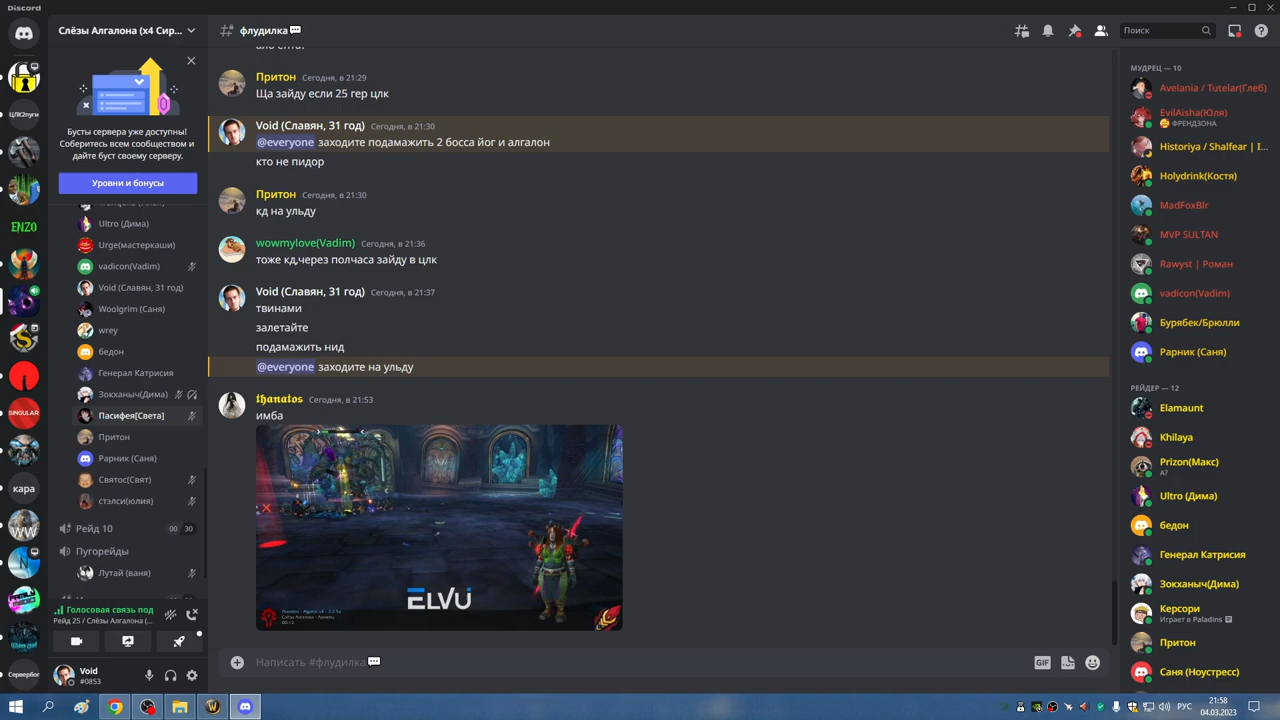 Discord
Слёзы Алгалона (x4 Сир...
флудилка
Поиск
Бусты сервера уже доступны!
Соберитесь всем сообществом и
дайте буст своему серверу.
Уровни и бонусы
ЦЛК2пуги
ENZO
SINGULAR
кара
WW
Серверbor
Ultro (Дима)
Urge(мастеркаши)
vadicon(Vadim)
Void (Славян, 31 год)
Woolgrim (Саня)
wrey
бедон
Генерал Катрисия
Зокханыч(Дима)
Пасифея[Света]
Притон
Рарник (Саня)
Святос(Свят)
стэлси(юлия)
Рейд 10 00 30
Пугорейды
Лутай (ваня)
Голосовая связь под
Рейд 25 / Слёзы Алгалона (...
Void
#0853
Притон Сегодня, в 21:29
Ща зайду если 25 гер цлк
Void (Славян, 31 год) Сегодня, в 21:30
@everyone заходите подамажить 2 босса йог и алгалон
кто не пидор
Притон Сегодня, в 21:30
кд на ульду
wowmylove(Vadim) Сегодня, в 21:36
тоже кд,через полчаса зайду в цлк
Void (Славян, 31 год) Сегодня, в 21:37
твинами
залетайте
подамажить нид
@everyone заходите на ульду
thanatos Сегодня, в 21:53
имба
ELVUI
Написать #флудилка
GIF
МУДРЕЦ — 10
Avelania / Tutelar(Глеб)
EvilAisha(Юля)
ФРЕНДЗОНА
Historiya / Shalfear | I...
Holydrink(Костя)
MadFoxBlr
MVP SULTAN
Rawyst | Роман
vadicon(Vadim)
Бурябек/Брюлли
Рарник (Саня)
РЕЙДЕР — 12
Elamaunt
Khilaya
Prizon(Макс)
A?
Ultro (Дима)
бедон
Генерал Катрисия
Зокханыч(Дима)
Керсори
Играет в Paladins
Притон
Саня (Ноустресс)
РУС
21:58
04.03.2023